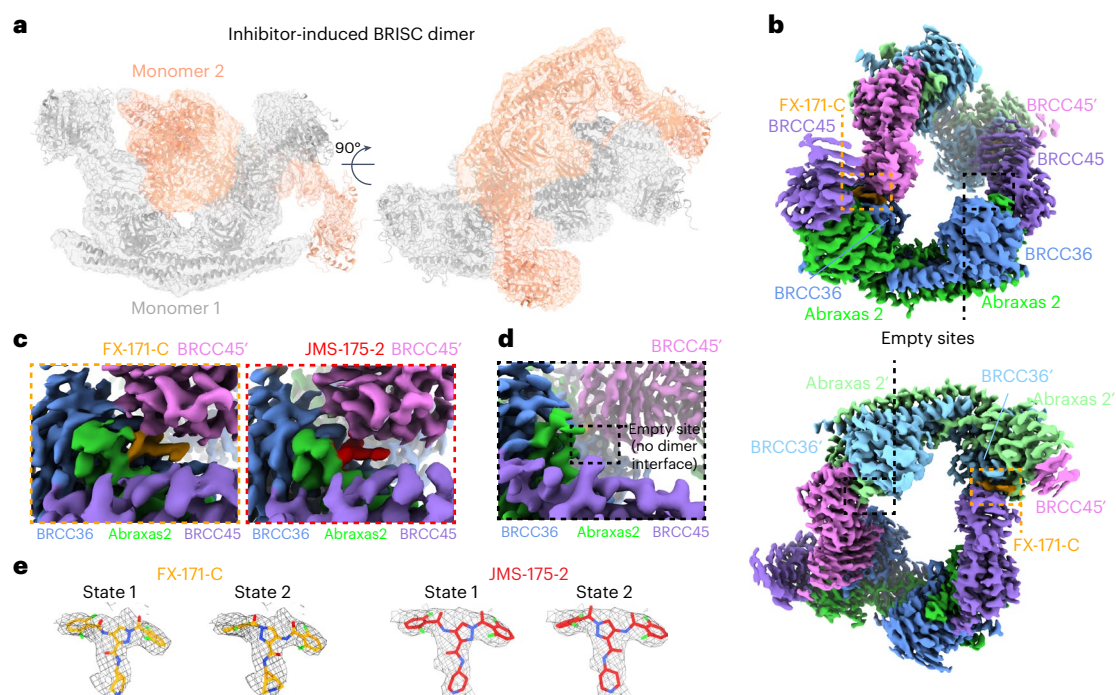 a
Inhibitor-induced BRISC dimer
Monomer 2
90°
Monomer 1
b
FX-171-C
BRCC45
BRCC45′
BRCC45
BRCC36
BRCC36
Abraxas 2
Abraxas 2
Empty sites
Abraxas 2′
BRCC36′
Abraxas 2′
BRCC36′
BRCC45′
FX-171-C
c
FX-171-C BRCC45′
JMS-175-2 BRCC45′
BRCC36 Abraxas2 BRCC45
BRCC36 Abraxas2 BRCC45
d
BRCC45′
Empty site
(no dimer
interface)
BRCC36 Abraxas2 BRCC45
e
FX-171-C
State 1
State 2
JMS-175-2
State 1
State 2